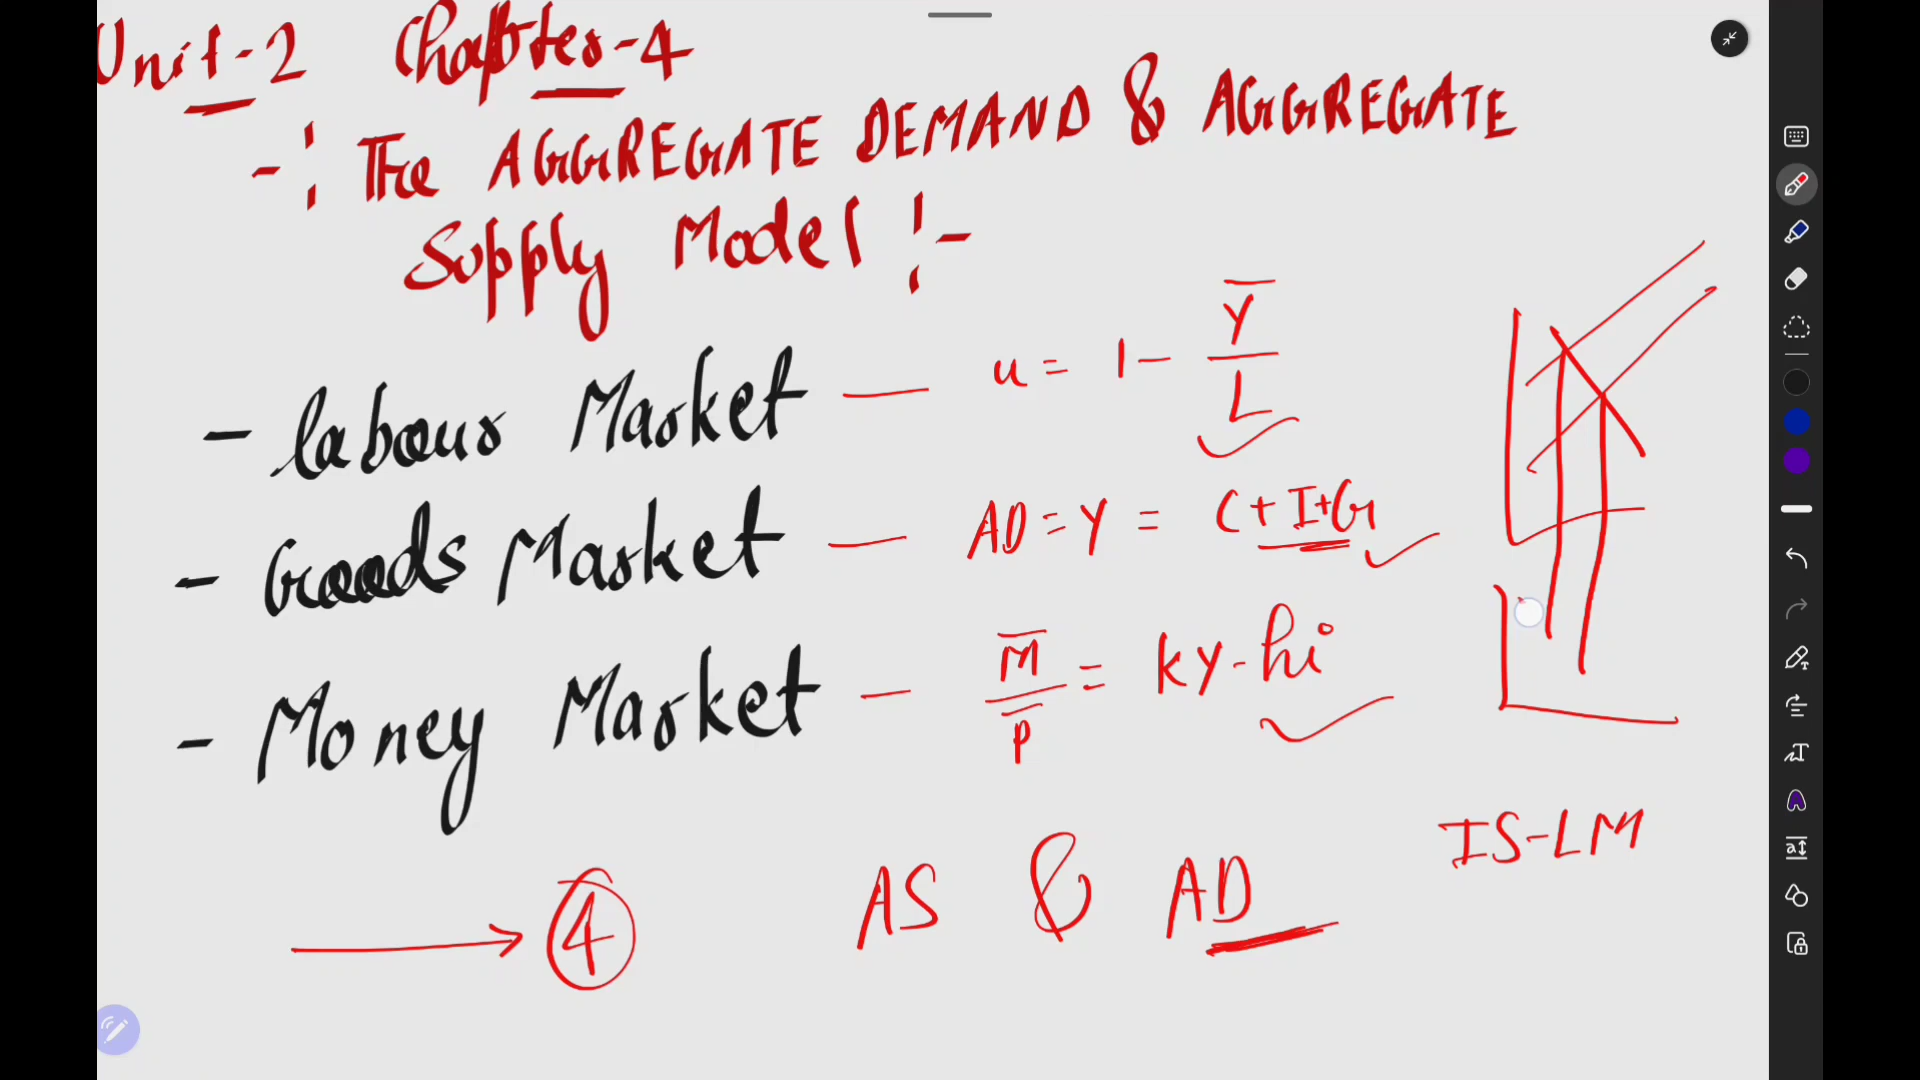 Unit-2 Chapter-4
-: The AGGREGATE DEMAND & AGGREGATE
Supply Model :-
- labour Market — u = 1 - Y̅/L
- Goods Market — AD = Y = C+I+G
- Money Market — M̅/P̅ = kY-hi
IS-LM
→ 4 AS & AD